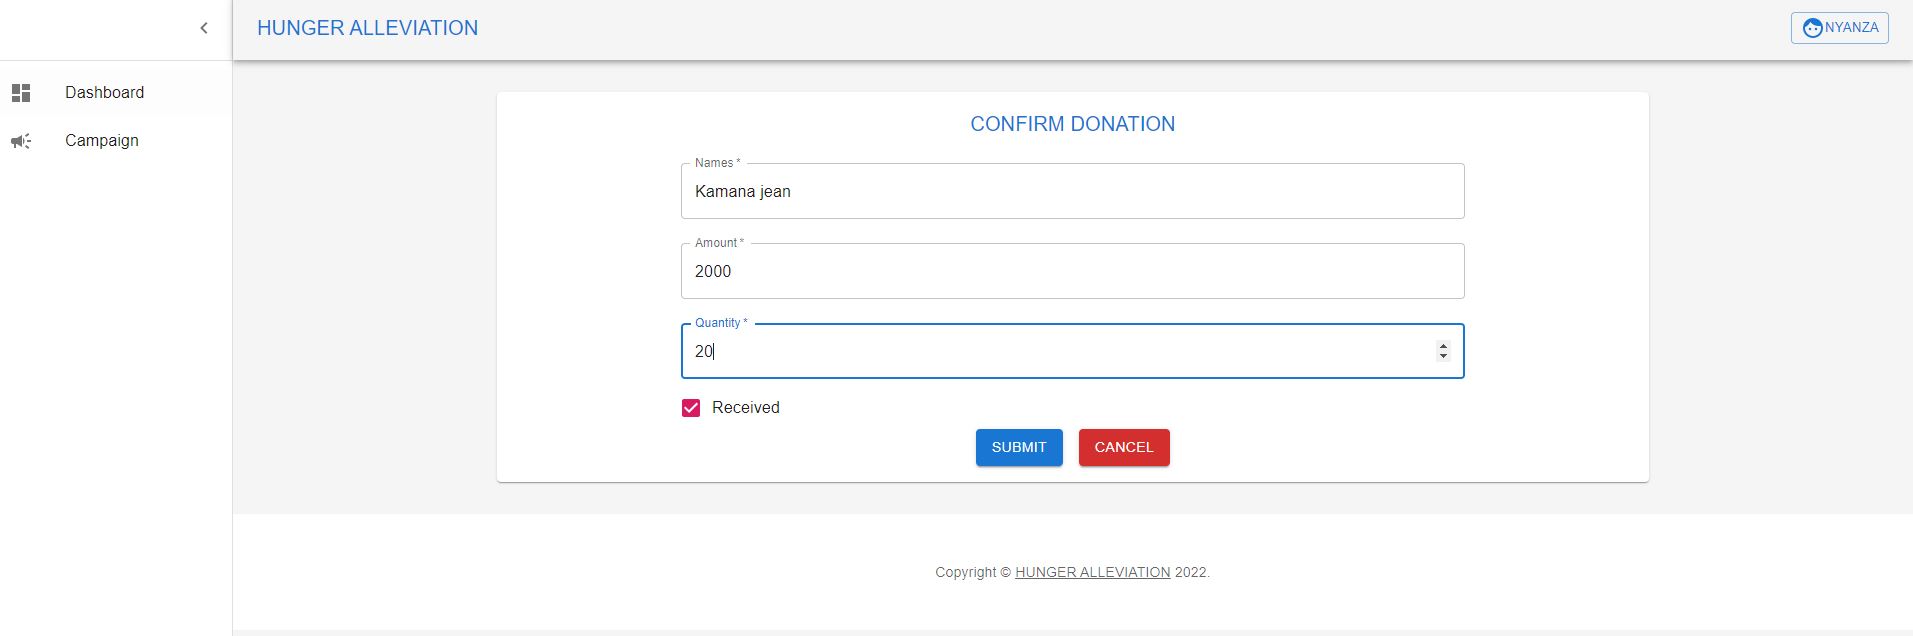 HUNGER ALLEVIATION
NYANZA
Dashboard
Campaign
CONFIRM DONATION
Names *
Kamana jean
Amount *
2000
Quantity *
20
Received
SUBMIT CANCEL
Copyright © HUNGER ALLEVIATION 2022.